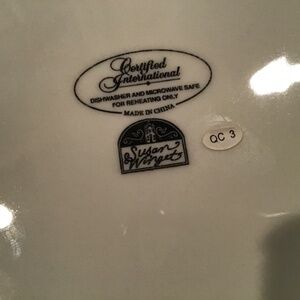 Certified
International
DISHWASHER AND MICROWAVE SAFE
FOR REHEATING ONLY
MADE IN CHINA
Susan
Winget
QC 3